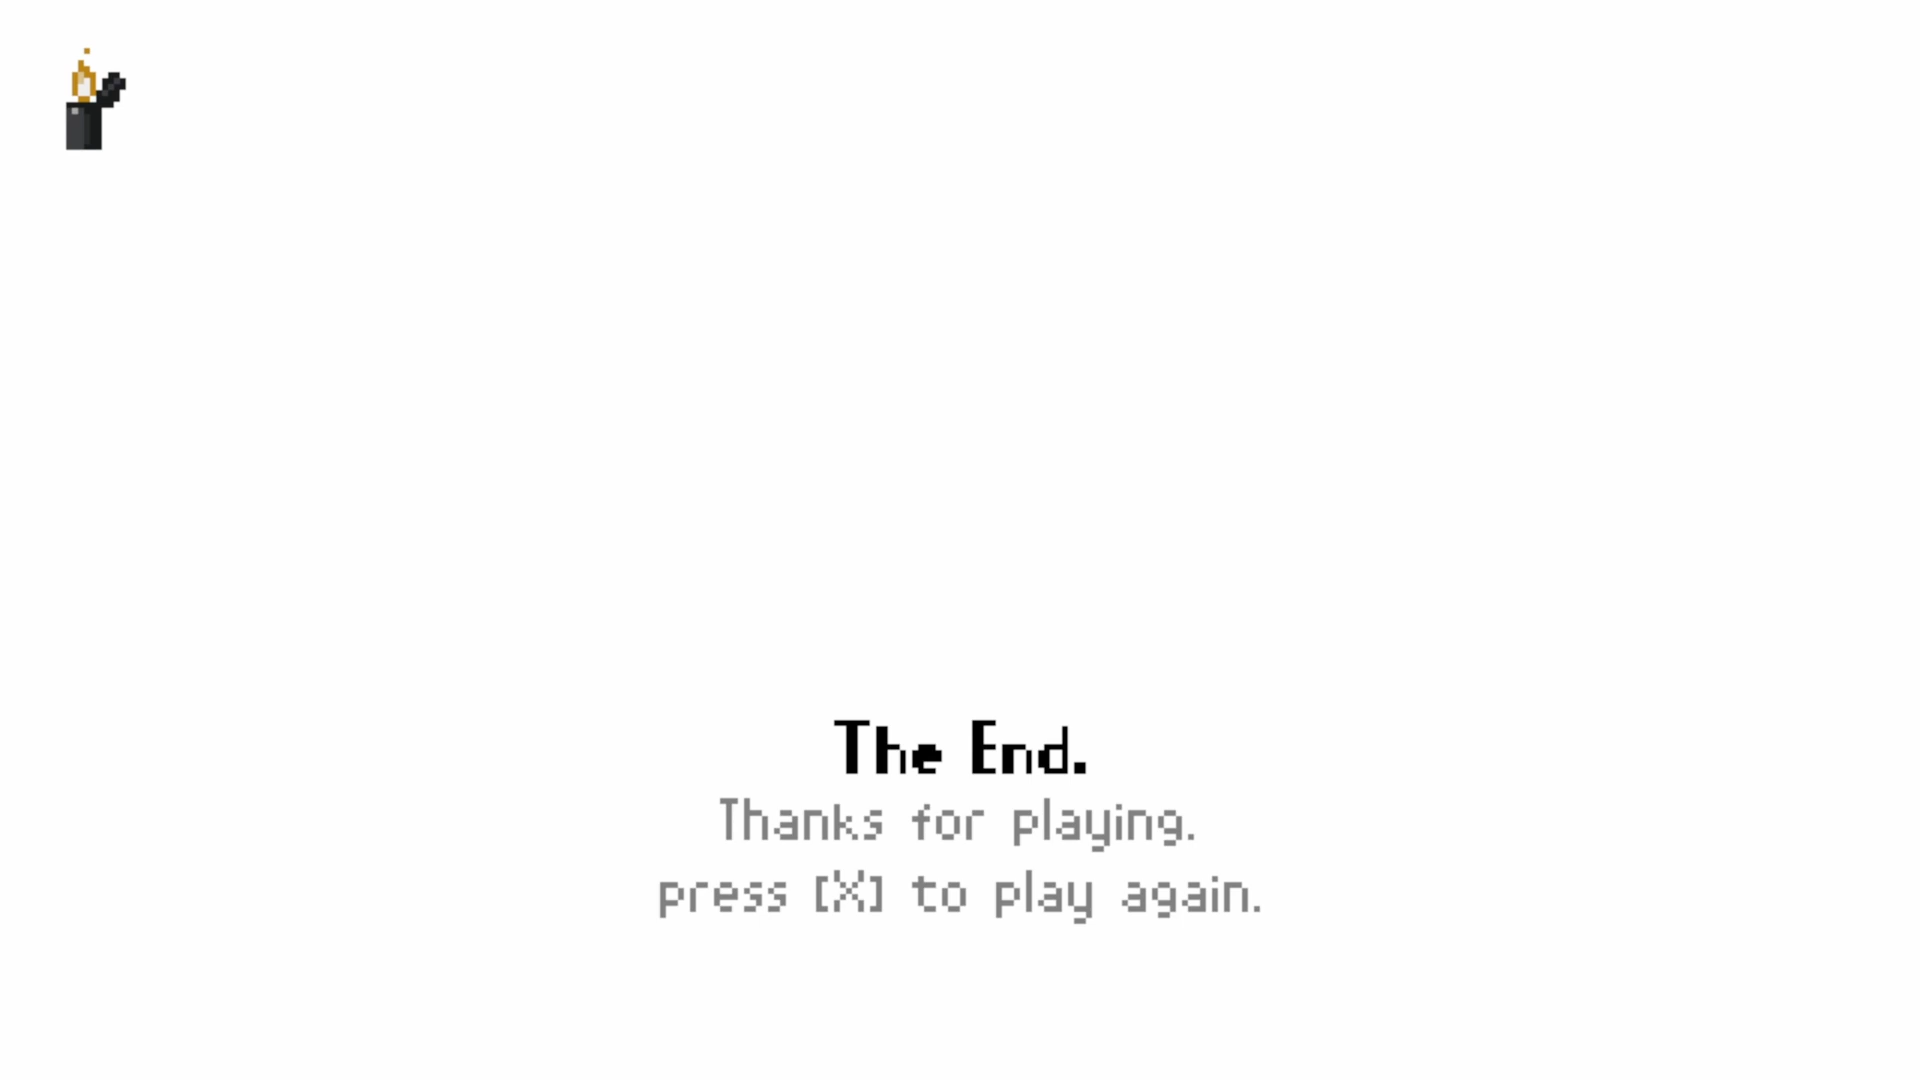 The End.
Thanks for playing.
press [X] to play again.